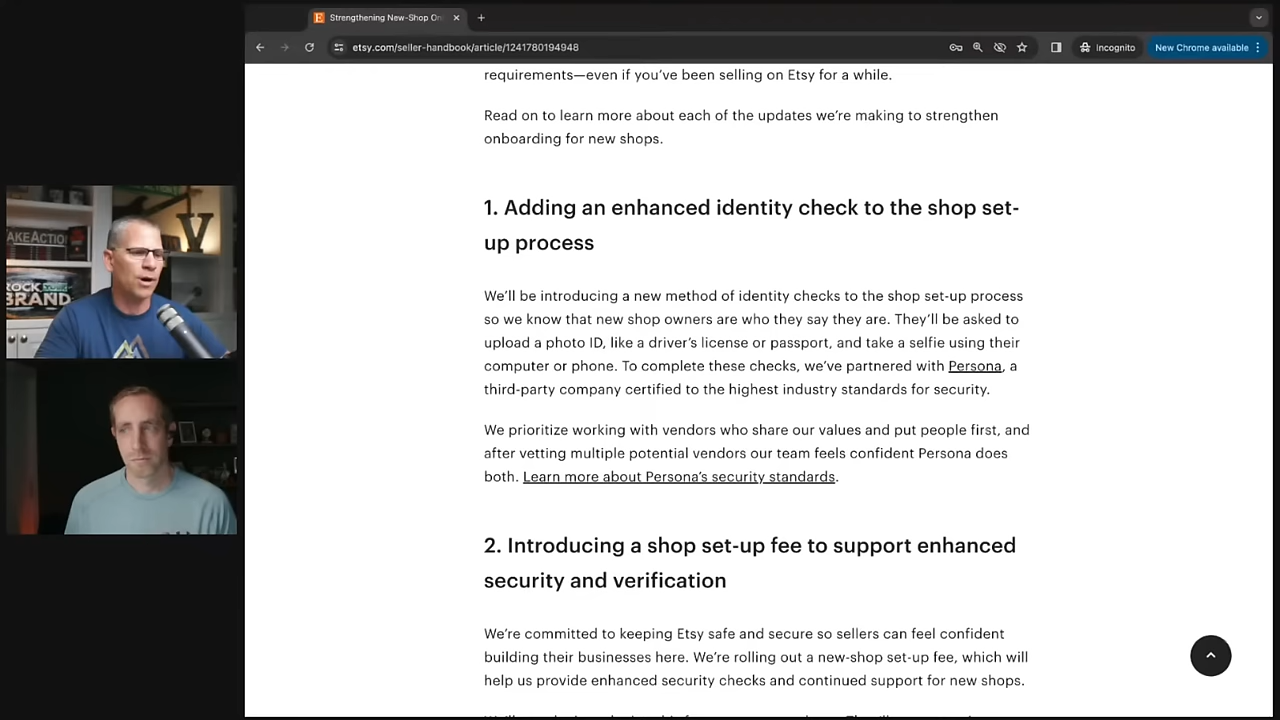 Strengthening New-Shop On
etsy.com/seller-handbook/article/1241780194948
Incognito
New Chrome available
requirements—even if you've been selling on Etsy for a while.
Read on to learn more about each of the updates we're making to strengthen
onboarding for new shops.
1. Adding an enhanced identity check to the shop set-
up process
We'll be introducing a new method of identity checks to the shop set-up process
so we know that new shop owners are who they say they are. They'll be asked to
upload a photo ID, like a driver's license or passport, and take a selfie using their
computer or phone. To complete these checks, we've partnered with Persona, a
third-party company certified to the highest industry standards for security.
We prioritize working with vendors who share our values and put people first, and
after vetting multiple potential vendors our team feels confident Persona does
both. Learn more about Persona's security standards.
2. Introducing a shop set-up fee to support enhanced
security and verification
We're committed to keeping Etsy safe and secure so sellers can feel confident
building their businesses here. We're rolling out a new-shop set-up fee, which will
help us provide enhanced security checks and continued support for new shops.
V
AKEACTIO
ROCK
BRAND